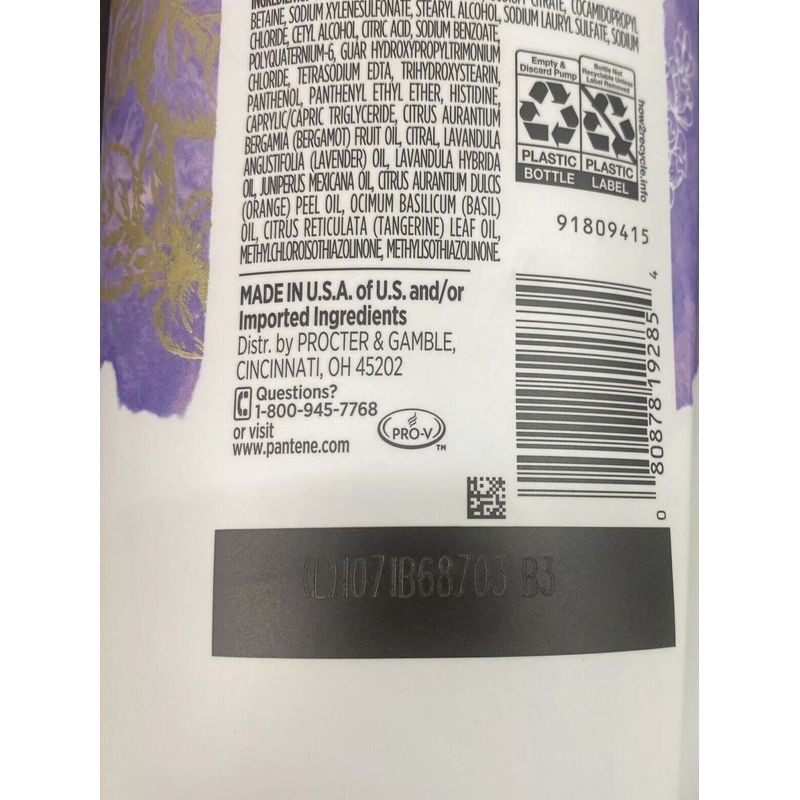 CITRATE, COCAMIDOPROPYL
BETAINE, SODIUM XYLENESULFONATE, STEARYL ALCOHOL, SODIUM LAURYL SULFATE, SODIUM
CHLORIDE, CETYL ALCOHOL, CITRIC ACID, SODIUM BENZOATE,
POLYQUATERNIUM-6, GUAR HYDROXYPROPYLTRIMONIUM
CHLORIDE, TETRASODIUM EDTA, TRIHYDROXYSTEARIN,
PANTHENOL, PANTHENYL ETHYL ETHER, HISTIDINE,
CAPRYLIC/CAPRIC TRIGLYCERIDE, CITRUS AURANTIUM
BERGAMIA (BERGAMOT) FRUIT OIL, CITRAL, LAVANDULA
ANGUSTIFOLIA (LAVENDER) OIL, LAVANDULA HYBRIDA
OIL, JUNIPERUS MEXICANA OIL, CITRUS AURANTIUM DULCIS
(ORANGE) PEEL OIL, OCIMUM BASILICUM (BASIL)
OIL, CITRUS RETICULATA (TANGERINE) LEAF OIL,
METHYLCHLOROISOTHIAZOLINONE, METHYLISOTHIAZOLINONE.
MADE IN U.S.A. of U.S. and/or
Imported Ingredients
Distr. by PROCTER & GAMBLE,
CINCINNATI, OH 45202
Questions?
1-800-945-7768
or visit
www.pantene.com
PRO-V
TM
Empty &
Discard Pump
PLASTIC
BOTTLE
Bottle Not
Recyclable Unless
Label Removed
PLASTIC
LABEL
how2recycle.info
91809415
0 80878 19285 4
(L)1071B68703 B3